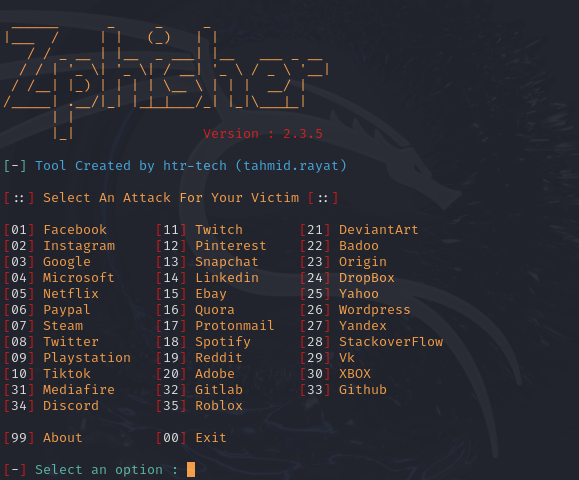 Zphisher
Version : 2.3.5
[-] Tool Created by htr-tech (tahmid.rayat)
[::] Select An Attack For Your Victim [::]
[01] Facebook [11] Twitch [21] DeviantArt
[02] Instagram [12] Pinterest [22] Badoo
[03] Google [13] Snapchat [23] Origin
[04] Microsoft [14] Linkedin [24] DropBox
[05] Netflix [15] Ebay [25] Yahoo
[06] Paypal [16] Quora [26] Wordpress
[07] Steam [17] Protonmail [27] Yandex
[08] Twitter [18] Spotify [28] StackoverFlow
[09] Playstation [19] Reddit [29] Vk
[10] Tiktok [20] Adobe [30] XBOX
[31] Mediafire [32] Gitlab [33] Github
[34] Discord [35] Roblox
[99] About [00] Exit
[-] Select an option :